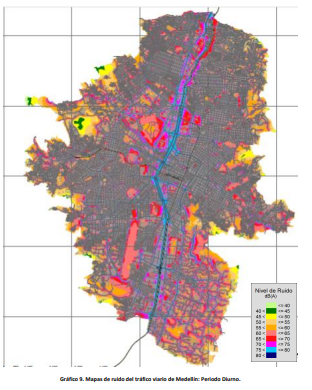 Nivel de Ruido
dB(A)
<= 40
40 < <= 45
45 < <= 50
50 < <= 55
55 < <= 60
60 < <= 65
65 < <= 70
70 < <= 75
75 < <= 80
80 <
Gráfico 9. Mapas de ruido del tráfico viario de Medellín: Periodo Diurno.